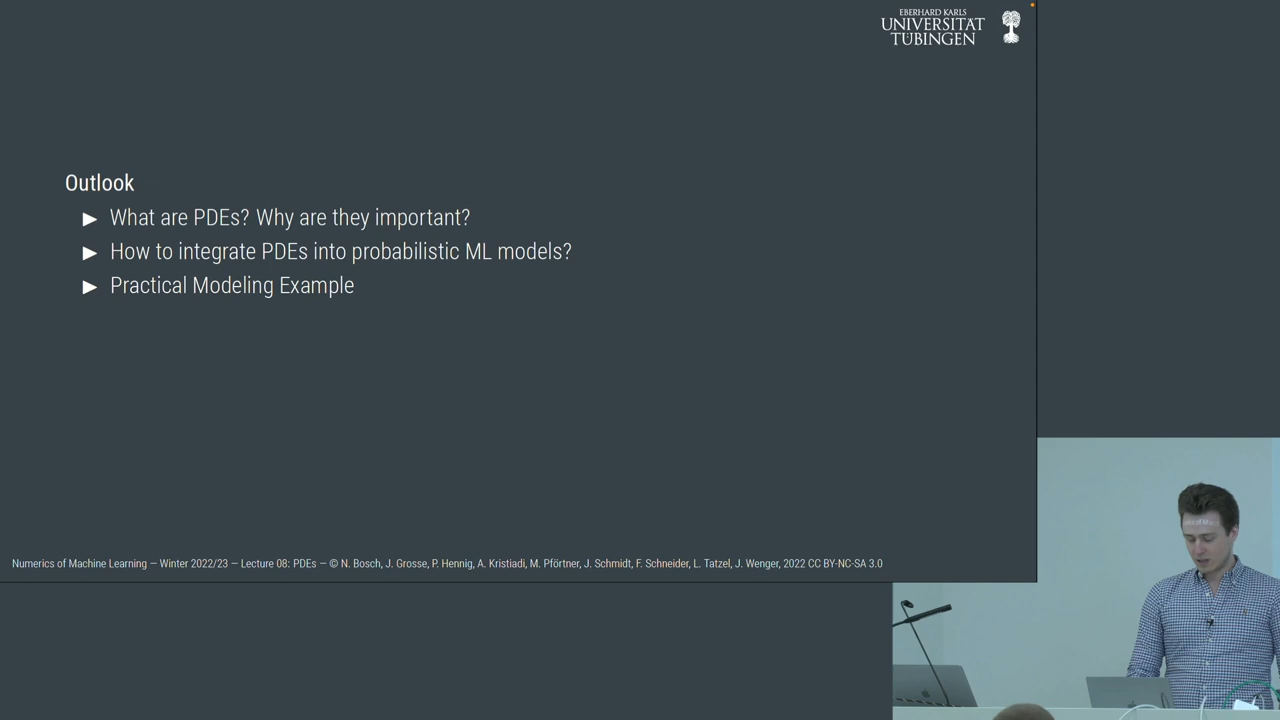 EBERHARD KARLS
UNIVERSITÄT
TÜBINGEN
Outlook
What are PDEs? Why are they important?
How to integrate PDEs into probabilistic ML models?
Practical Modeling Example
Numerics of Machine Learning — Winter 2022/23 — Lecture 08: PDEs — © N. Bosch, J. Grosse, P. Hennig, A. Kristiadi, M. Pförtner, J. Schmidt, F. Schneider, L. Tatzel, J. Wenger, 2022 CC BY-NC-SA 3.0